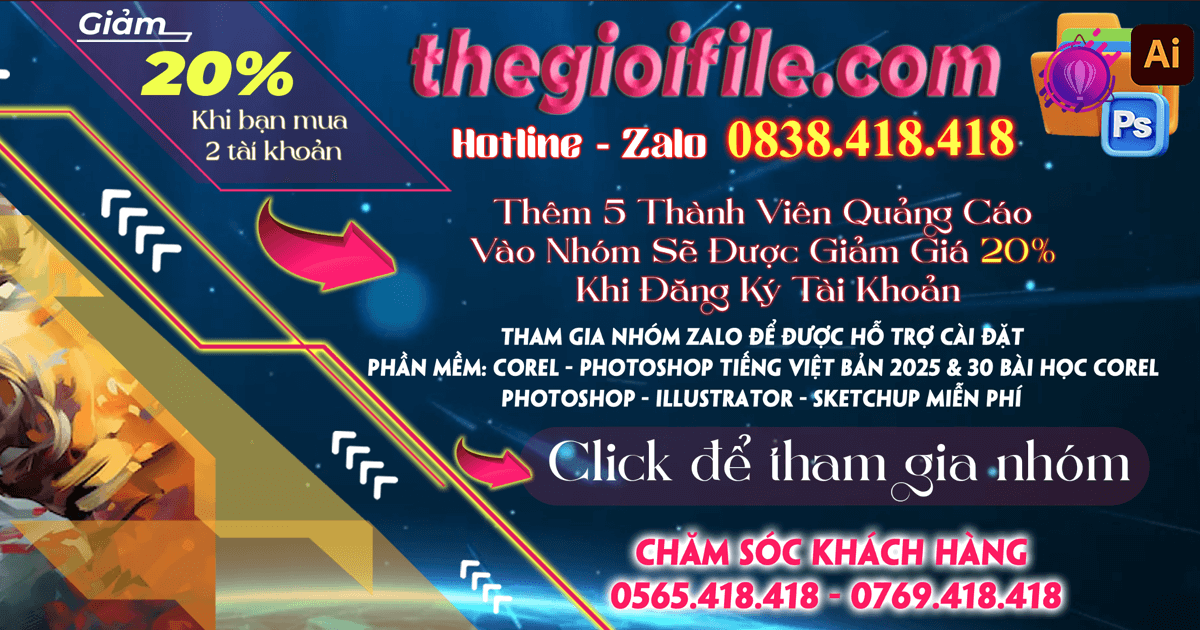 Giảm
20%
Khi bạn mua
2 tài khoản
thegioifile.com
Hotline - Zalo 0838.418.418
Ai
Ps
Thêm 5 Thành Viên Quảng Cáo
Vào Nhóm Sẽ Được Giảm Giá 20%
Khi Đăng Ký Tài Khoản
THAM GIA NHÓM ZALO ĐỂ ĐƯỢC HỖ TRỢ CÀI ĐẶT
PHẦN MỀM: COREL - PHOTOSHOP TIẾNG VIỆT BẢN 2025 & 30 BÀI HỌC COREL
PHOTOSHOP - ILLUSTRATOR - SKETCHUP MIỄN PHÍ
Click để tham gia nhóm
CHĂM SÓC KHÁCH HÀNG
0565.418.418 - 0769.418.418